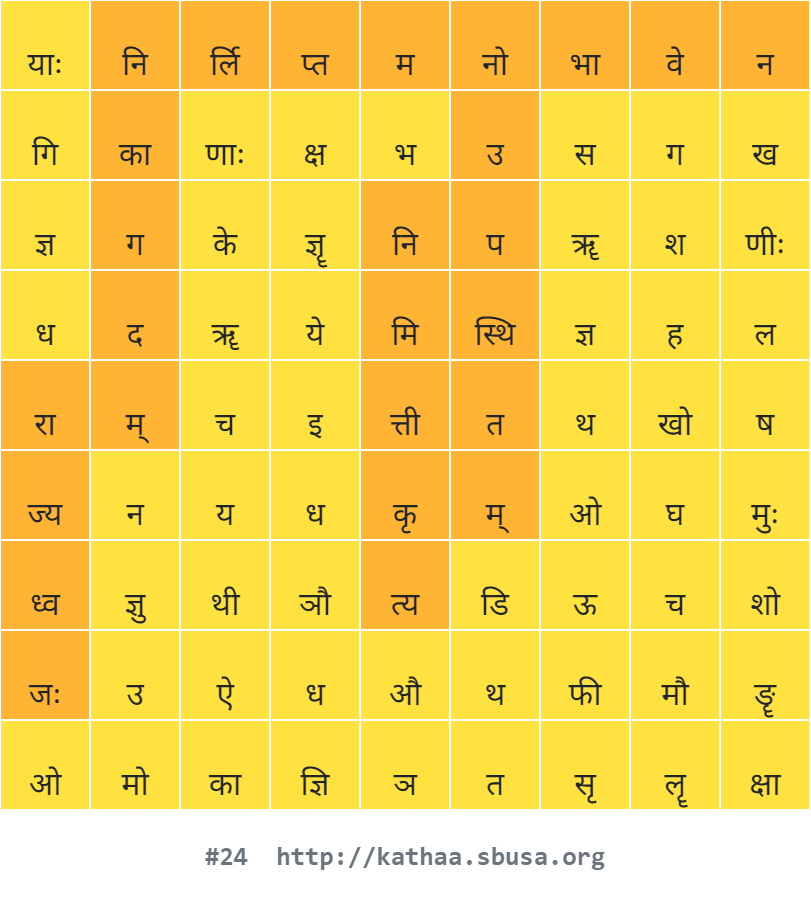 याः नि र्लि प्त म नो भा वे न
गि का णाः क्ष भ उ स ग ख
ज्ञ ग के ज्ञॄ नि प ॠ श णीः
ध द ॠ ये मि स्थि ज्ञ ह ल
रा म् च इ त्ती त थ खो ष
ज्य न य ध कृ म् ओ घ मुः
ध्व ज्ञु थी ञौ त्य डि ऊ च शो
जः उ ऐ ध औ थ फी मौ ङॄ
ओ मो का ज्ञि ञ त सृ लॄ क्षा
#24 http://kathaa.sbusa.org